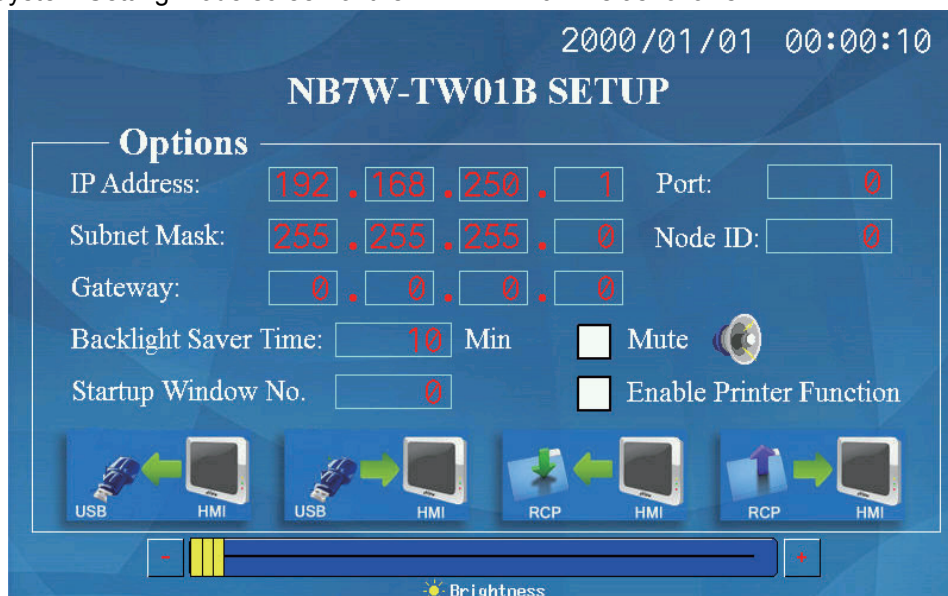 2000/01/01 00:00:10
NB7W-TW01B SETUP
Options
IP Address: 192 . 168 . 250 . 1 Port: 0
Subnet Mask: 255 . 255 . 255 . 0 Node ID: 0
Gateway: 0 . 0 . 0 . 0
Backlight Saver Time: 10 Min Mute
Startup Window No. 0 Enable Printer Function
USB HMI USB HMI RCP HMI RCP HMI
- +
Brightness